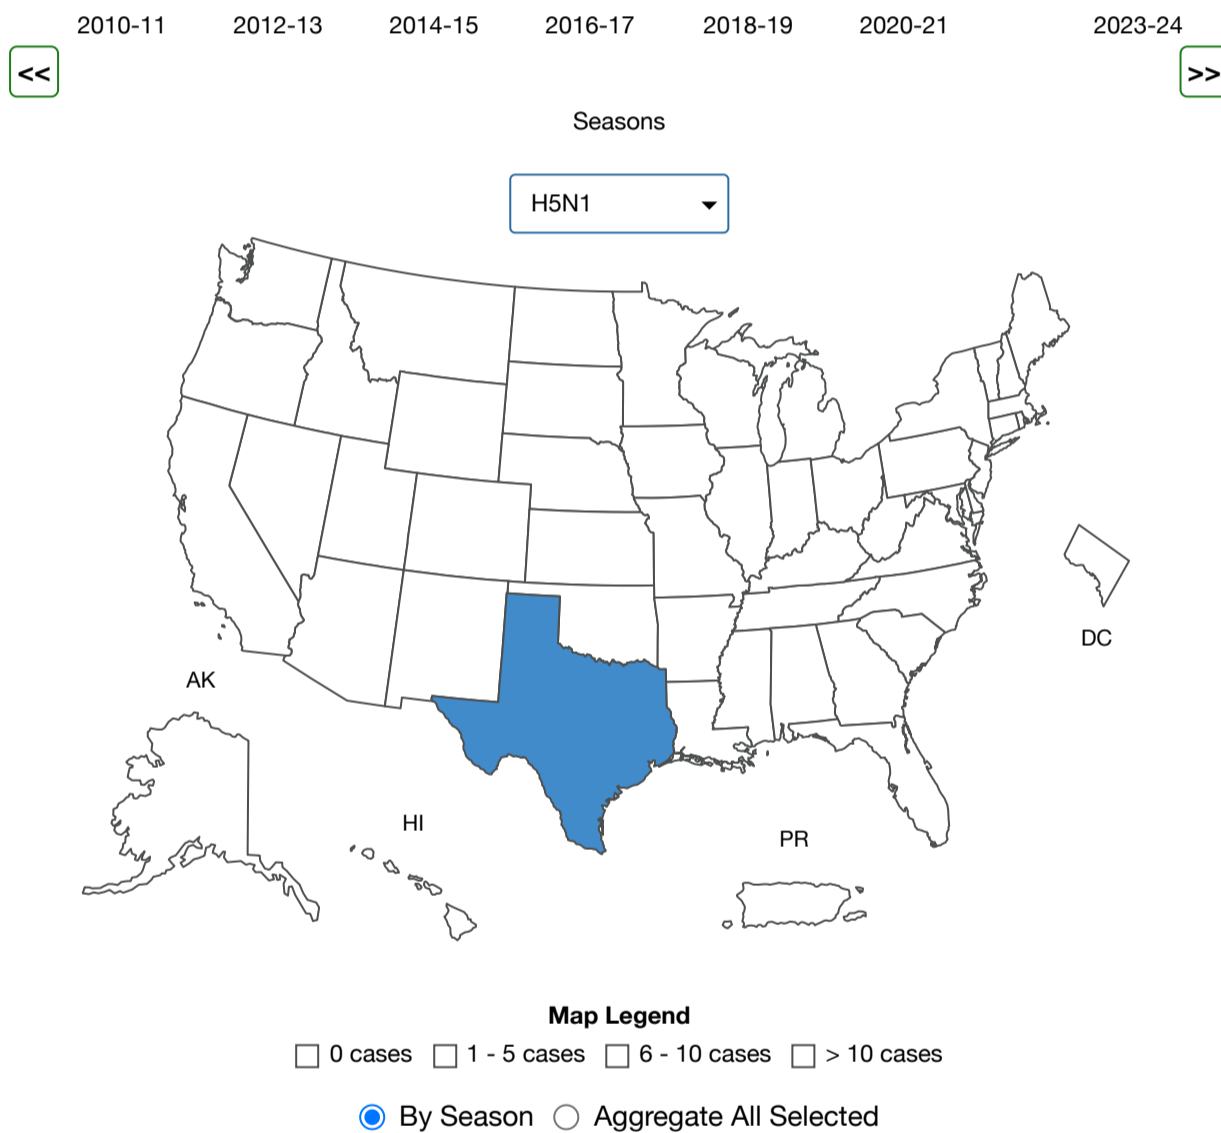 2010-11 2012-13 2014-15 2016-17 2018-19 2020-21 2023-24
<< >>
Seasons
H5N1
DC
AK
HI
PR
Map Legend
0 cases 1 - 5 cases 6 - 10 cases > 10 cases
By Season Aggregate All Selected